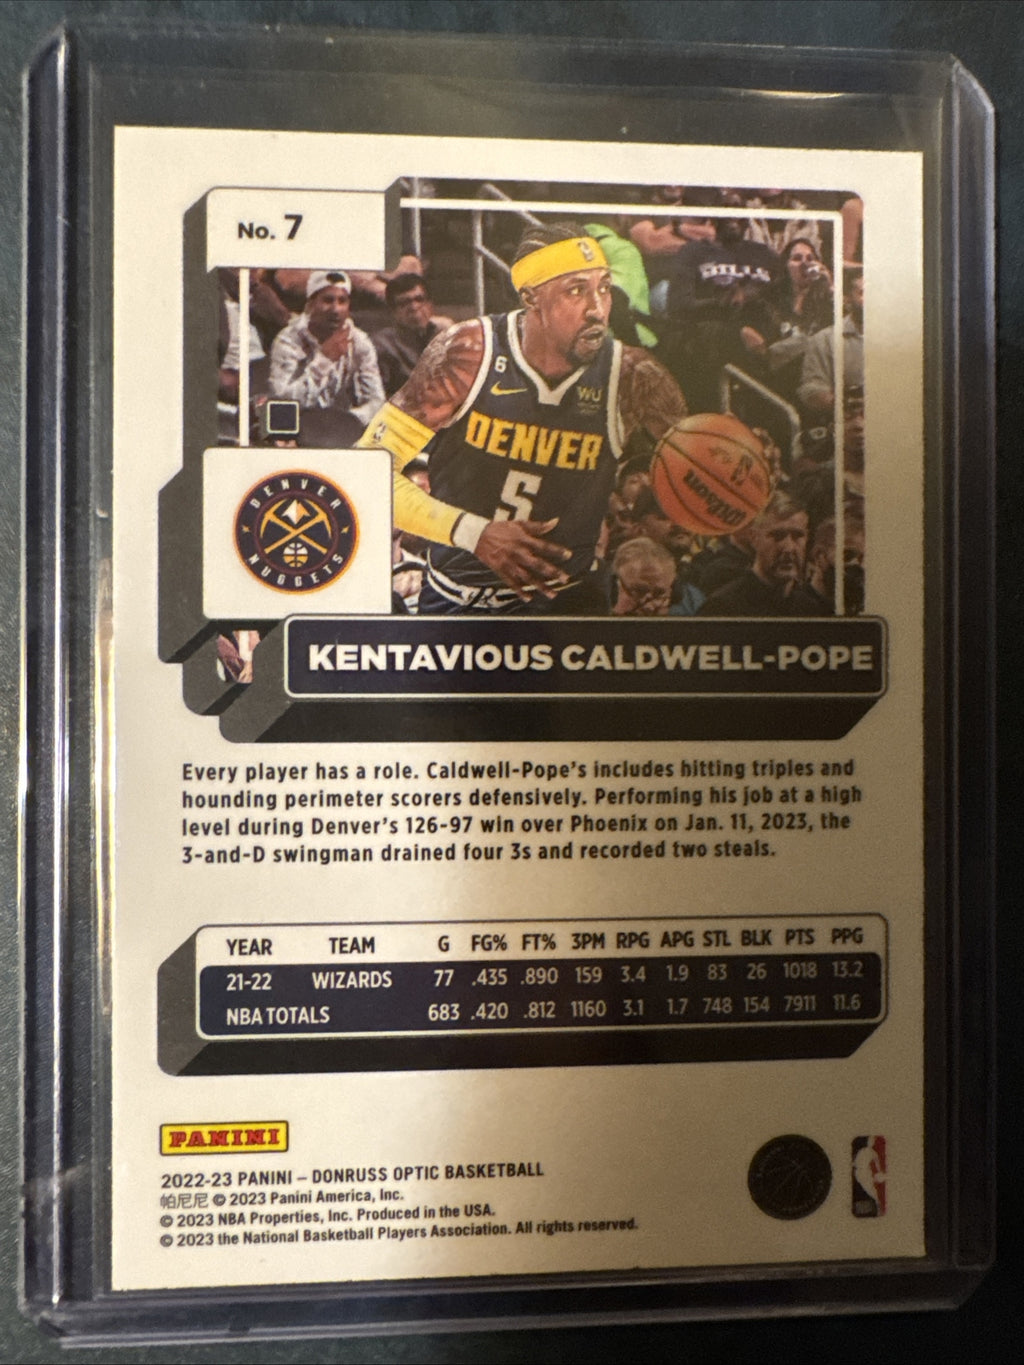 No. 7
BILLS
6
WU
DENVER
5
Wilson
DENVER
NUGGETS
KENTAVIOUS CALDWELL-POPE
Every player has a role. Caldwell-Pope's includes hitting triples and
hounding perimeter scorers defensively. Performing his job at a high
level during Denver's 126-97 win over Phoenix on Jan. 11, 2023, the
3-and-D swingman drained four 3s and recorded two steals.
YEAR TEAM G FG% FT% 3PM RPG APG STL BLK PTS PPG
21-22 WIZARDS 77 .435 .890 159 3.4 1.9 83 26 1018 13.2
NBA TOTALS 683 .420 .812 1160 3.1 1.7 748 154 7911 11.6
PANINI
2022-23 PANINI – DONRUSS OPTIC BASKETBALL
帕尼尼 © 2023 Panini America, Inc.
© 2023 NBA Properties, Inc. Produced in the USA.
© 2023 the National Basketball Players Association. All rights reserved.